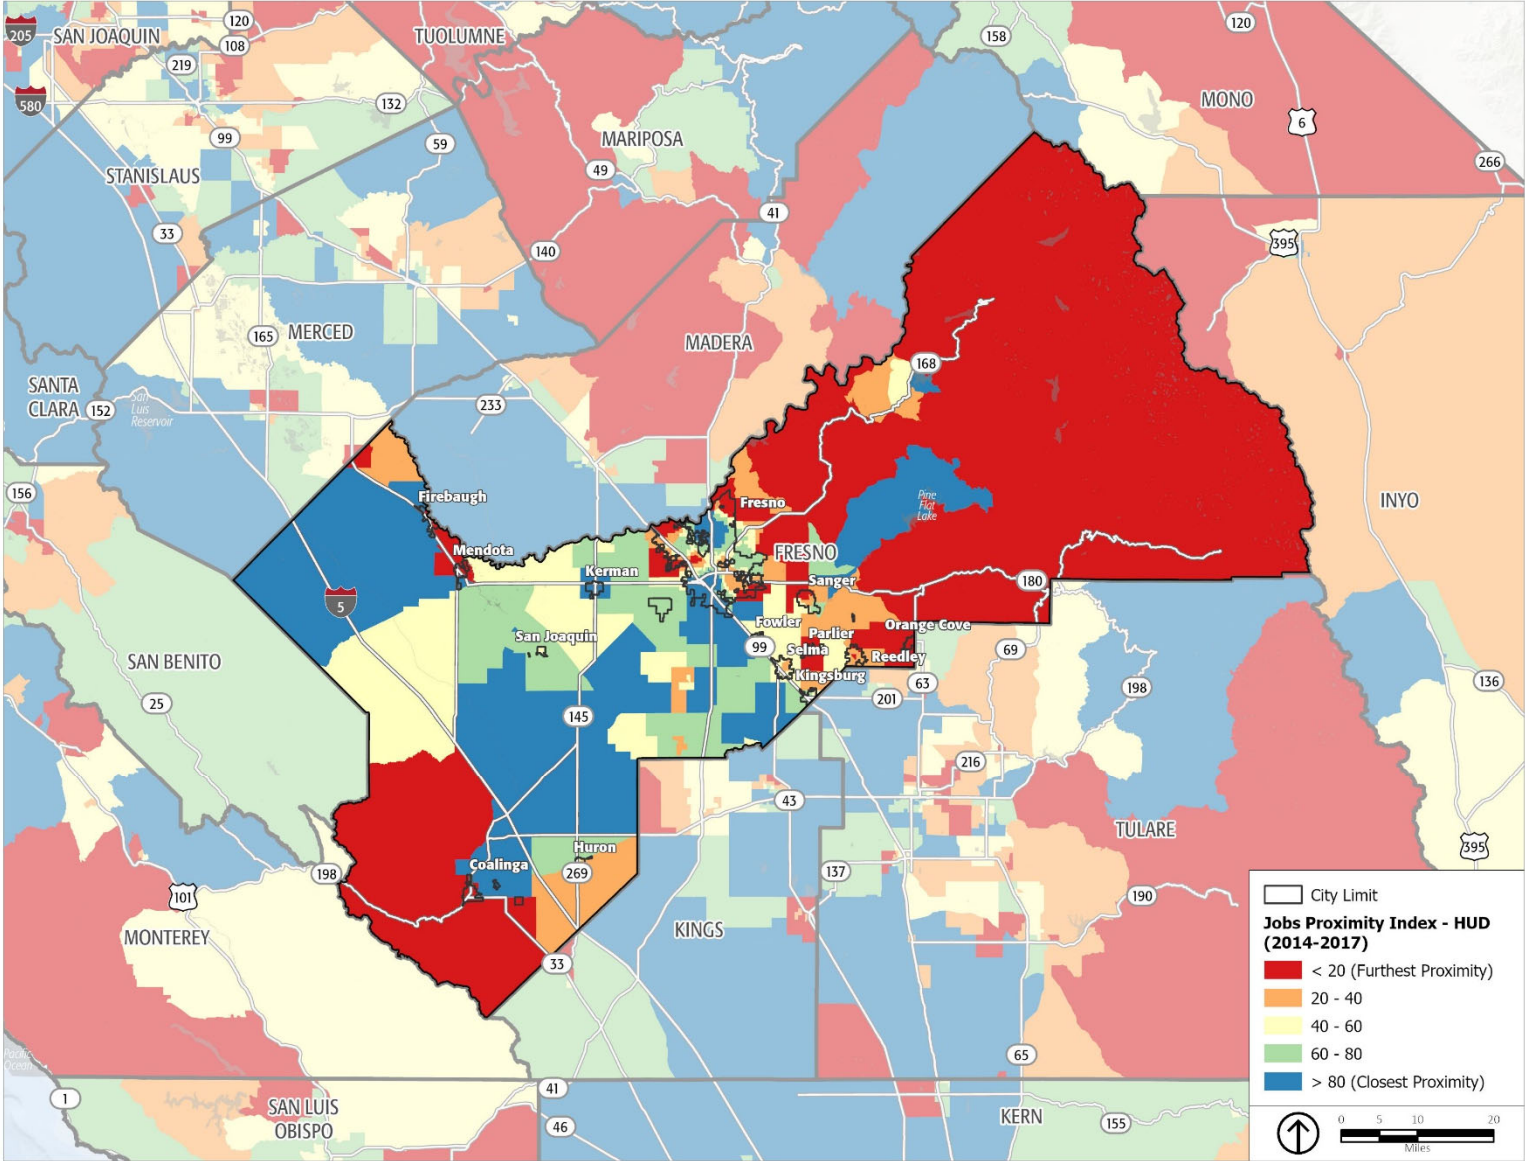 205
SAN JOAQUIN
120
108
TUOLUMNE
158
120
219
580
132
MONO
6
99
59
MARIPOSA
STANISLAUS
49
266
33
41
395
140
165
MERCED
MADERA
168
SANTA
CLARA
152
San
Luis
Reservoir
233
156
Firebaugh
Fresno
Pine
Flat
Lake
INYO
Mendota
FRESNO
Kerman
Sanger
180
5
Fowler
Parlier
Orange Cove
San Joaquin
99
Selma
Reedley
69
SAN BENITO
Kingsburg
63
198
136
25
201
145
216
43
TULARE
395
Huron
Coalinga
198
269
137
101
190
MONTEREY
KINGS
33
65
Pacific
Ocean
1
41
SAN LUIS
OBISPO
46
KERN
155
City Limit
Jobs Proximity Index - HUD
(2014-2017)
< 20 (Furthest Proximity)
20 - 40
40 - 60
60 - 80
> 80 (Closest Proximity)
0 5 10 20
Miles